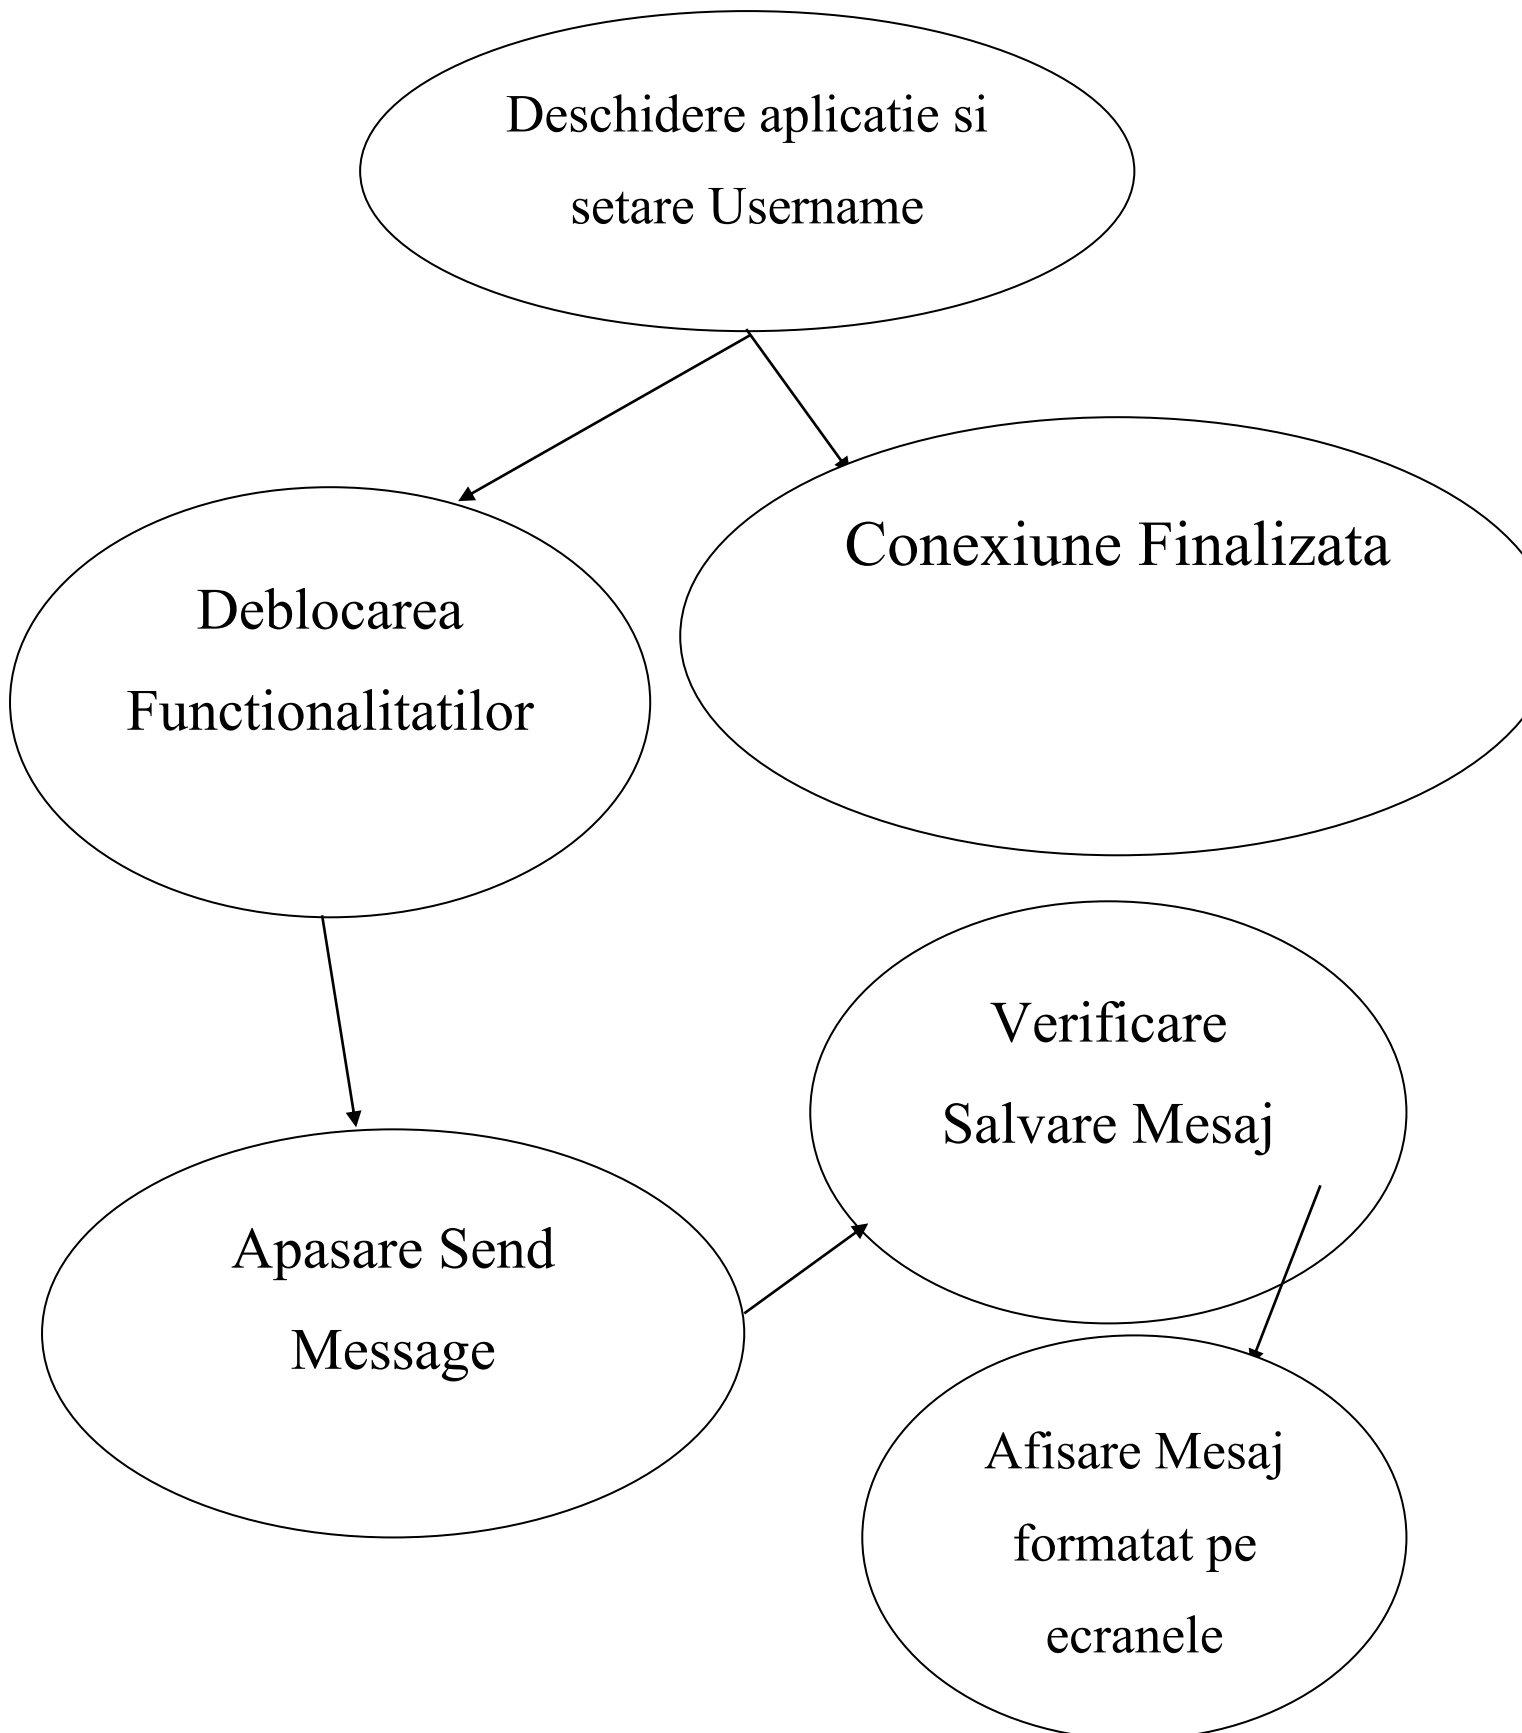 Deschidere aplicatie si
setare Username
Conexiune Finalizata
Deblocarea
Functionalitatilor
Verificare
Salvare Mesaj
Apasare Send
Message
Afisare Mesaj
formatat pe
ecranele